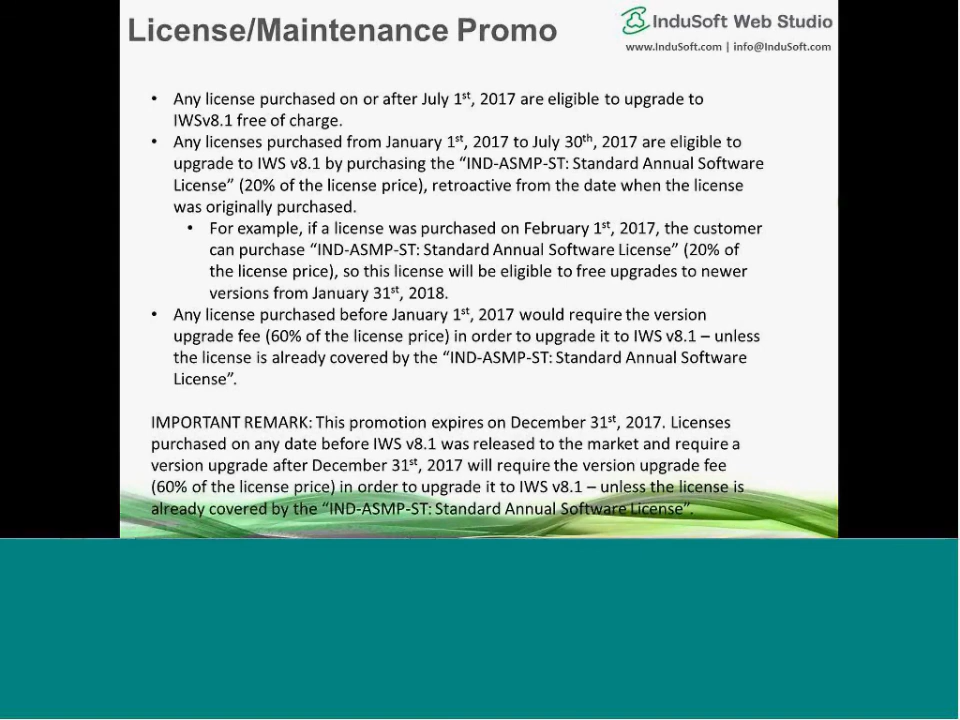 License/Maintenance Promo
InduSoft Web Studio
www.InduSoft.com | info@InduSoft.com
• Any license purchased on or after July 1st, 2017 are eligible to upgrade to
IWSv8.1 free of charge.
• Any licenses purchased from January 1st, 2017 to July 30th, 2017 are eligible to
upgrade to IWS v8.1 by purchasing the “IND-ASMP-ST: Standard Annual Software
License” (20% of the license price), retroactive from the date when the license
was originally purchased.
• For example, if a license was purchased on February 1st, 2017, the customer
can purchase “IND-ASMP-ST: Standard Annual Software License” (20% of
the license price), so this license will be eligible to free upgrades to newer
versions from January 31st, 2018.
• Any license purchased before January 1st, 2017 would require the version
upgrade fee (60% of the license price) in order to upgrade it to IWS v8.1 – unless
the license is already covered by the “IND-ASMP-ST: Standard Annual Software
License”.
IMPORTANT REMARK: This promotion expires on December 31st, 2017. Licenses
purchased on any date before IWS v8.1 was released to the market and require a
version upgrade after December 31st, 2017 will require the version upgrade fee
(60% of the license price) in order to upgrade it to IWS v8.1 – unless the license is
already covered by the “IND-ASMP-ST: Standard Annual Software License”.